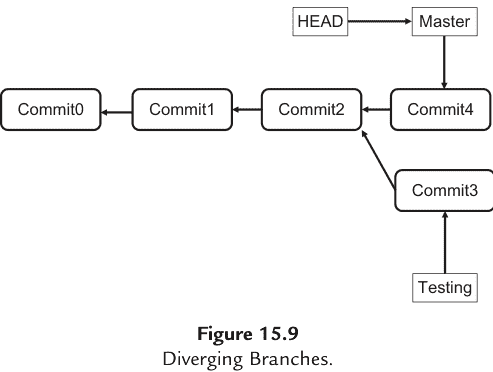 HEAD
Master
Commit0
Commit1
Commit2
Commit4
Commit3
Testing
Figure 15.9
Diverging Branches.